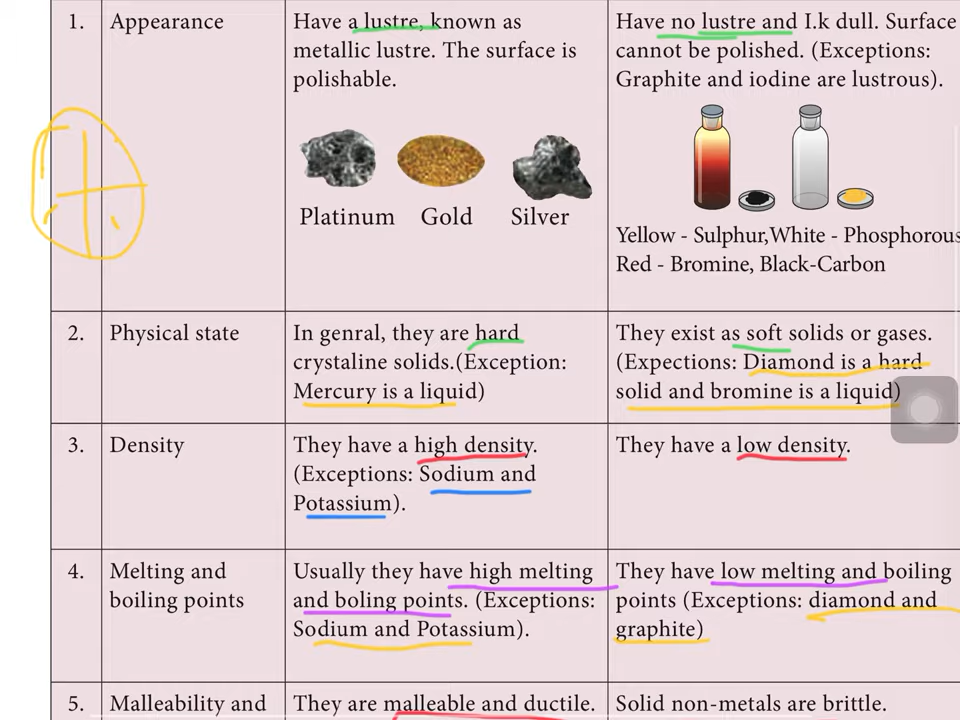 1. Appearance
Have a lustre, known as
metallic lustre. The surface is
polishable.
Platinum Gold Silver
Have no lustre and I.k dull. Surface
cannot be polished. (Exceptions:
Graphite and iodine are lustrous).
Yellow - Sulphur,White - Phosphorous
Red - Bromine, Black-Carbon
2. Physical state
In genral, they are hard
crystaline solids.(Exception:
Mercury is a liquid)
They exist as soft solids or gases.
(Expections: Diamond is a hard
solid and bromine is a liquid)
3. Density
They have a high density.
(Exceptions: Sodium and
Potassium).
They have a low density.
4. Melting and
boiling points
Usually they have high melting
and boling points. (Exceptions:
Sodium and Potassium).
They have low melting and boiling
points (Exceptions: diamond and
graphite)
5. Malleability and
They are malleable and ductile.
Solid non-metals are brittle.